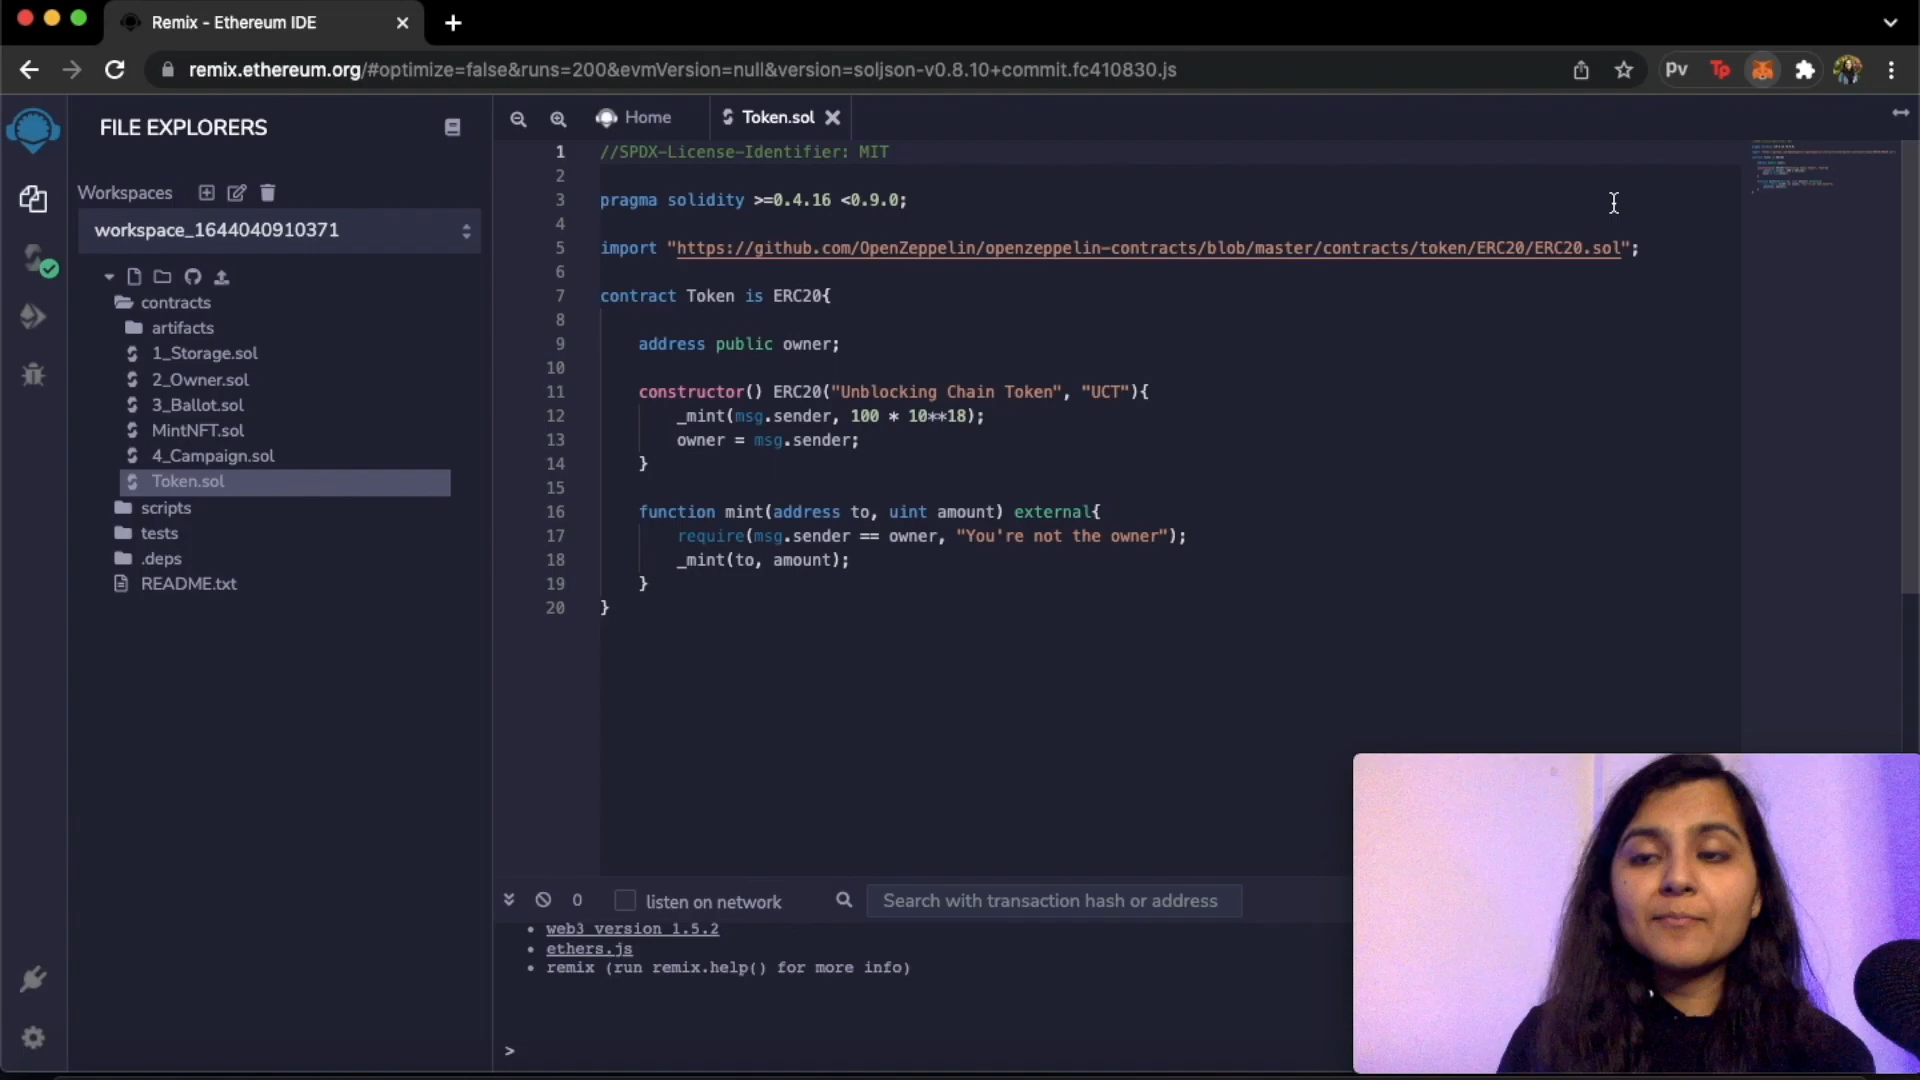 Remix - Ethereum IDE
remix.ethereum.org/#optimize=false&runs=200&evmVersion=null&version=soljson-v0.8.10+commit.fc410830.js
pv
Tp
FILE EXPLORERS
Workspaces
workspace_1644040910371
contracts
artifacts
1_Storage.sol
2_Owner.sol
3_Ballot.sol
MintNFT.sol
4_Campaign.sol
Token.sol
scripts
tests
.deps
README.txt
Home
Token.sol
1 //SPDX-License-Identifier: MIT
2
3 pragma solidity >=0.4.16 <0.9.0;
4
5 import "https://github.com/OpenZeppelin/openzeppelin-contracts/blob/master/contracts/token/ERC20/ERC20.sol";
6
7 contract Token is ERC20{
8
9 address public owner;
10
11 constructor() ERC20("Unblocking Chain Token", "UCT"){
12 _mint(msg.sender, 100 * 10**18);
13 owner = msg.sender;
14 }
15
16 function mint(address to, uint amount) external{
17 require(msg.sender == owner, "You're not the owner");
18 _mint(to, amount);
19 }
20 }
0 listen on network Search with transaction hash or address
• web3 version 1.5.2
• ethers.js
• remix (run remix.help() for more info)
>